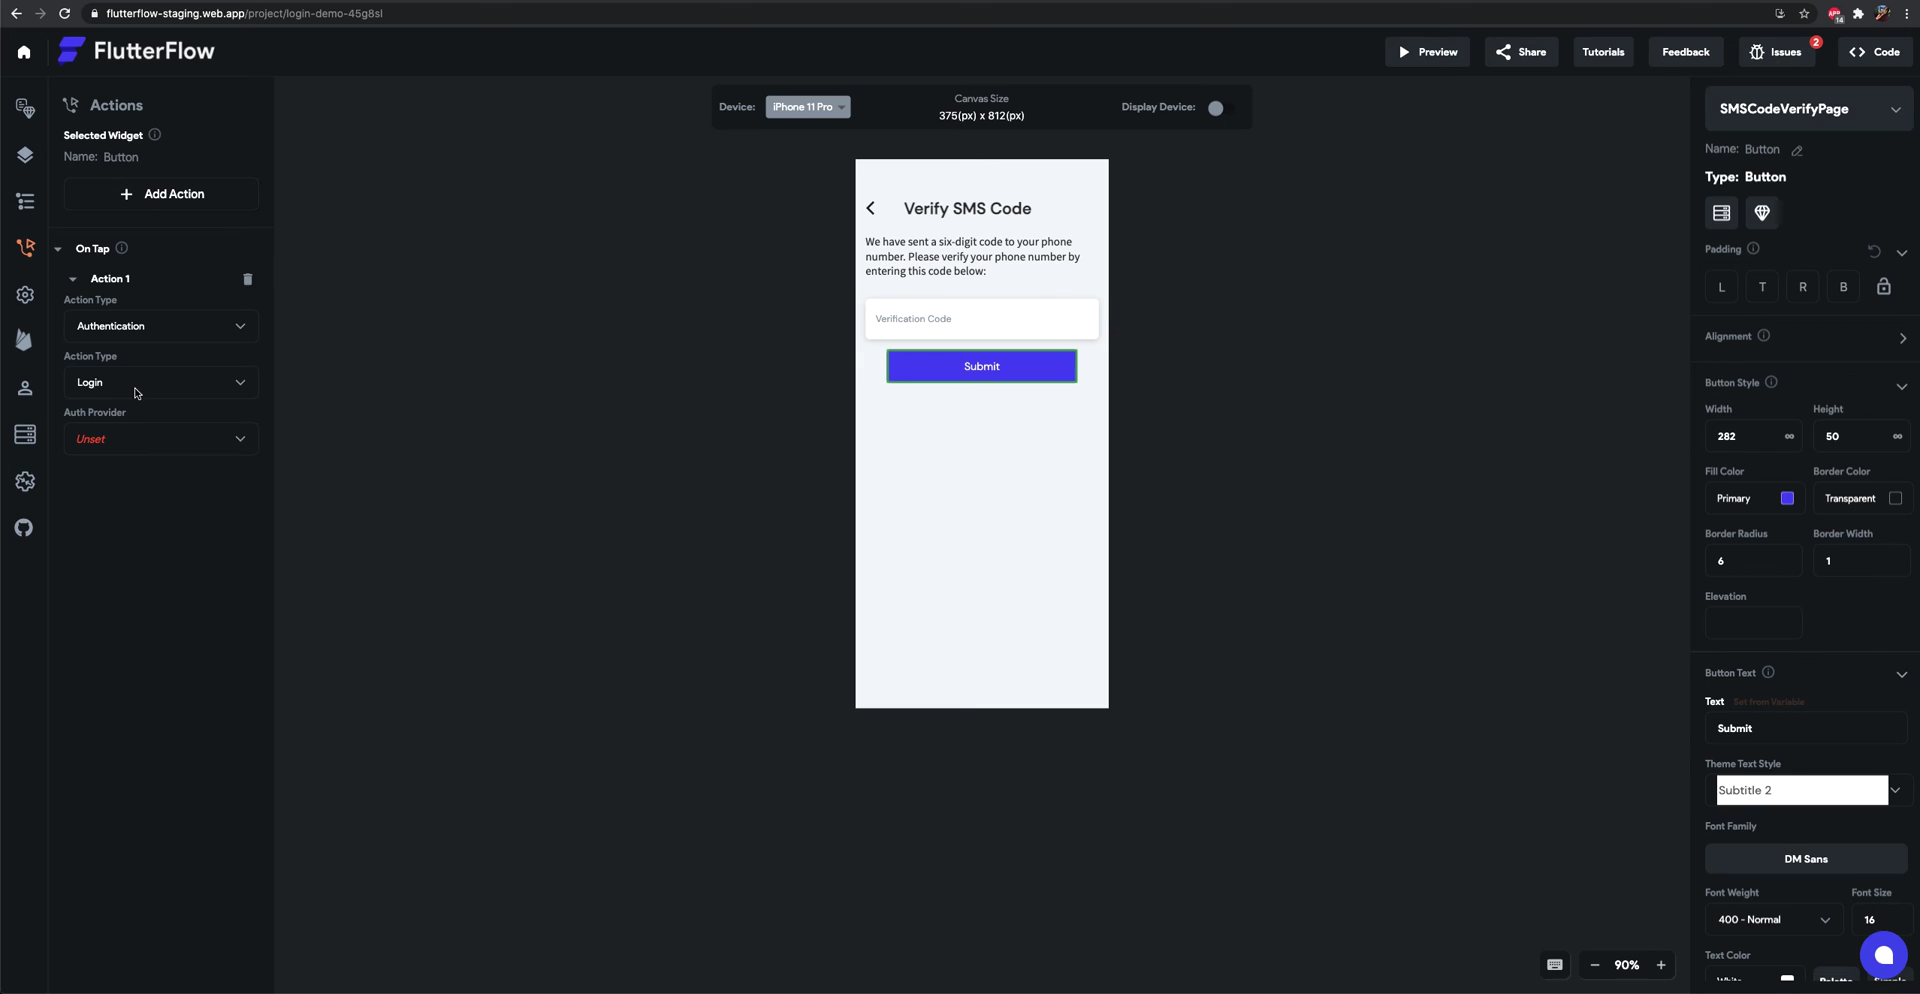 flutterflow-staging.web.app/project/login-demo-45g8sl
14
FlutterFlow
Preview
Share
Tutorials
Feedback
Issues
2
Code
Actions
Selected Widget
Name: Button
+ Add Action
On Tap
Action 1
Action Type
Authentication
Action Type
Login
Auth Provider
Unset
Device: iPhone 11 Pro
Canvas Size
375(px) x 812(px)
Display Device:
Verify SMS Code
We have sent a six-digit code to your phone
number. Please verify your phone number by
entering this code below:
Verification Code
Submit
90%
SMSCodeVerifyPage
Name: Button
Type: Button
Padding
L T R B
Alignment
Button Style
Width Height
282 50
Fill Color Border Color
Primary Transparent
Border Radius Border Width
6 1
Elevation
Button Text
Text Set from Variable
Submit
Theme Text Style
Subtitle 2
Font Family
DM Sans
Font Weight Font Size
400 - Normal 16
Text Color